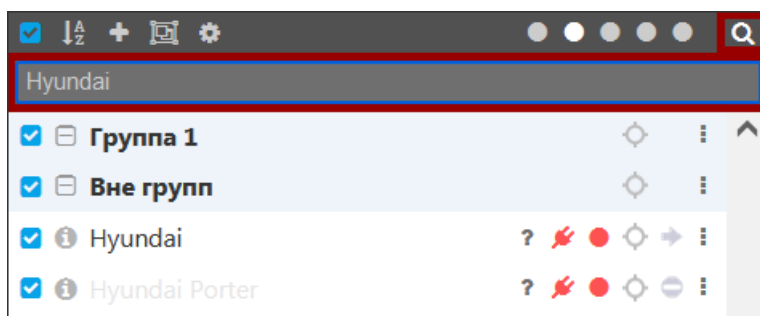 Hyundai
Группа 1
Вне групп
Hyundai ?
Hyundai Porter ?